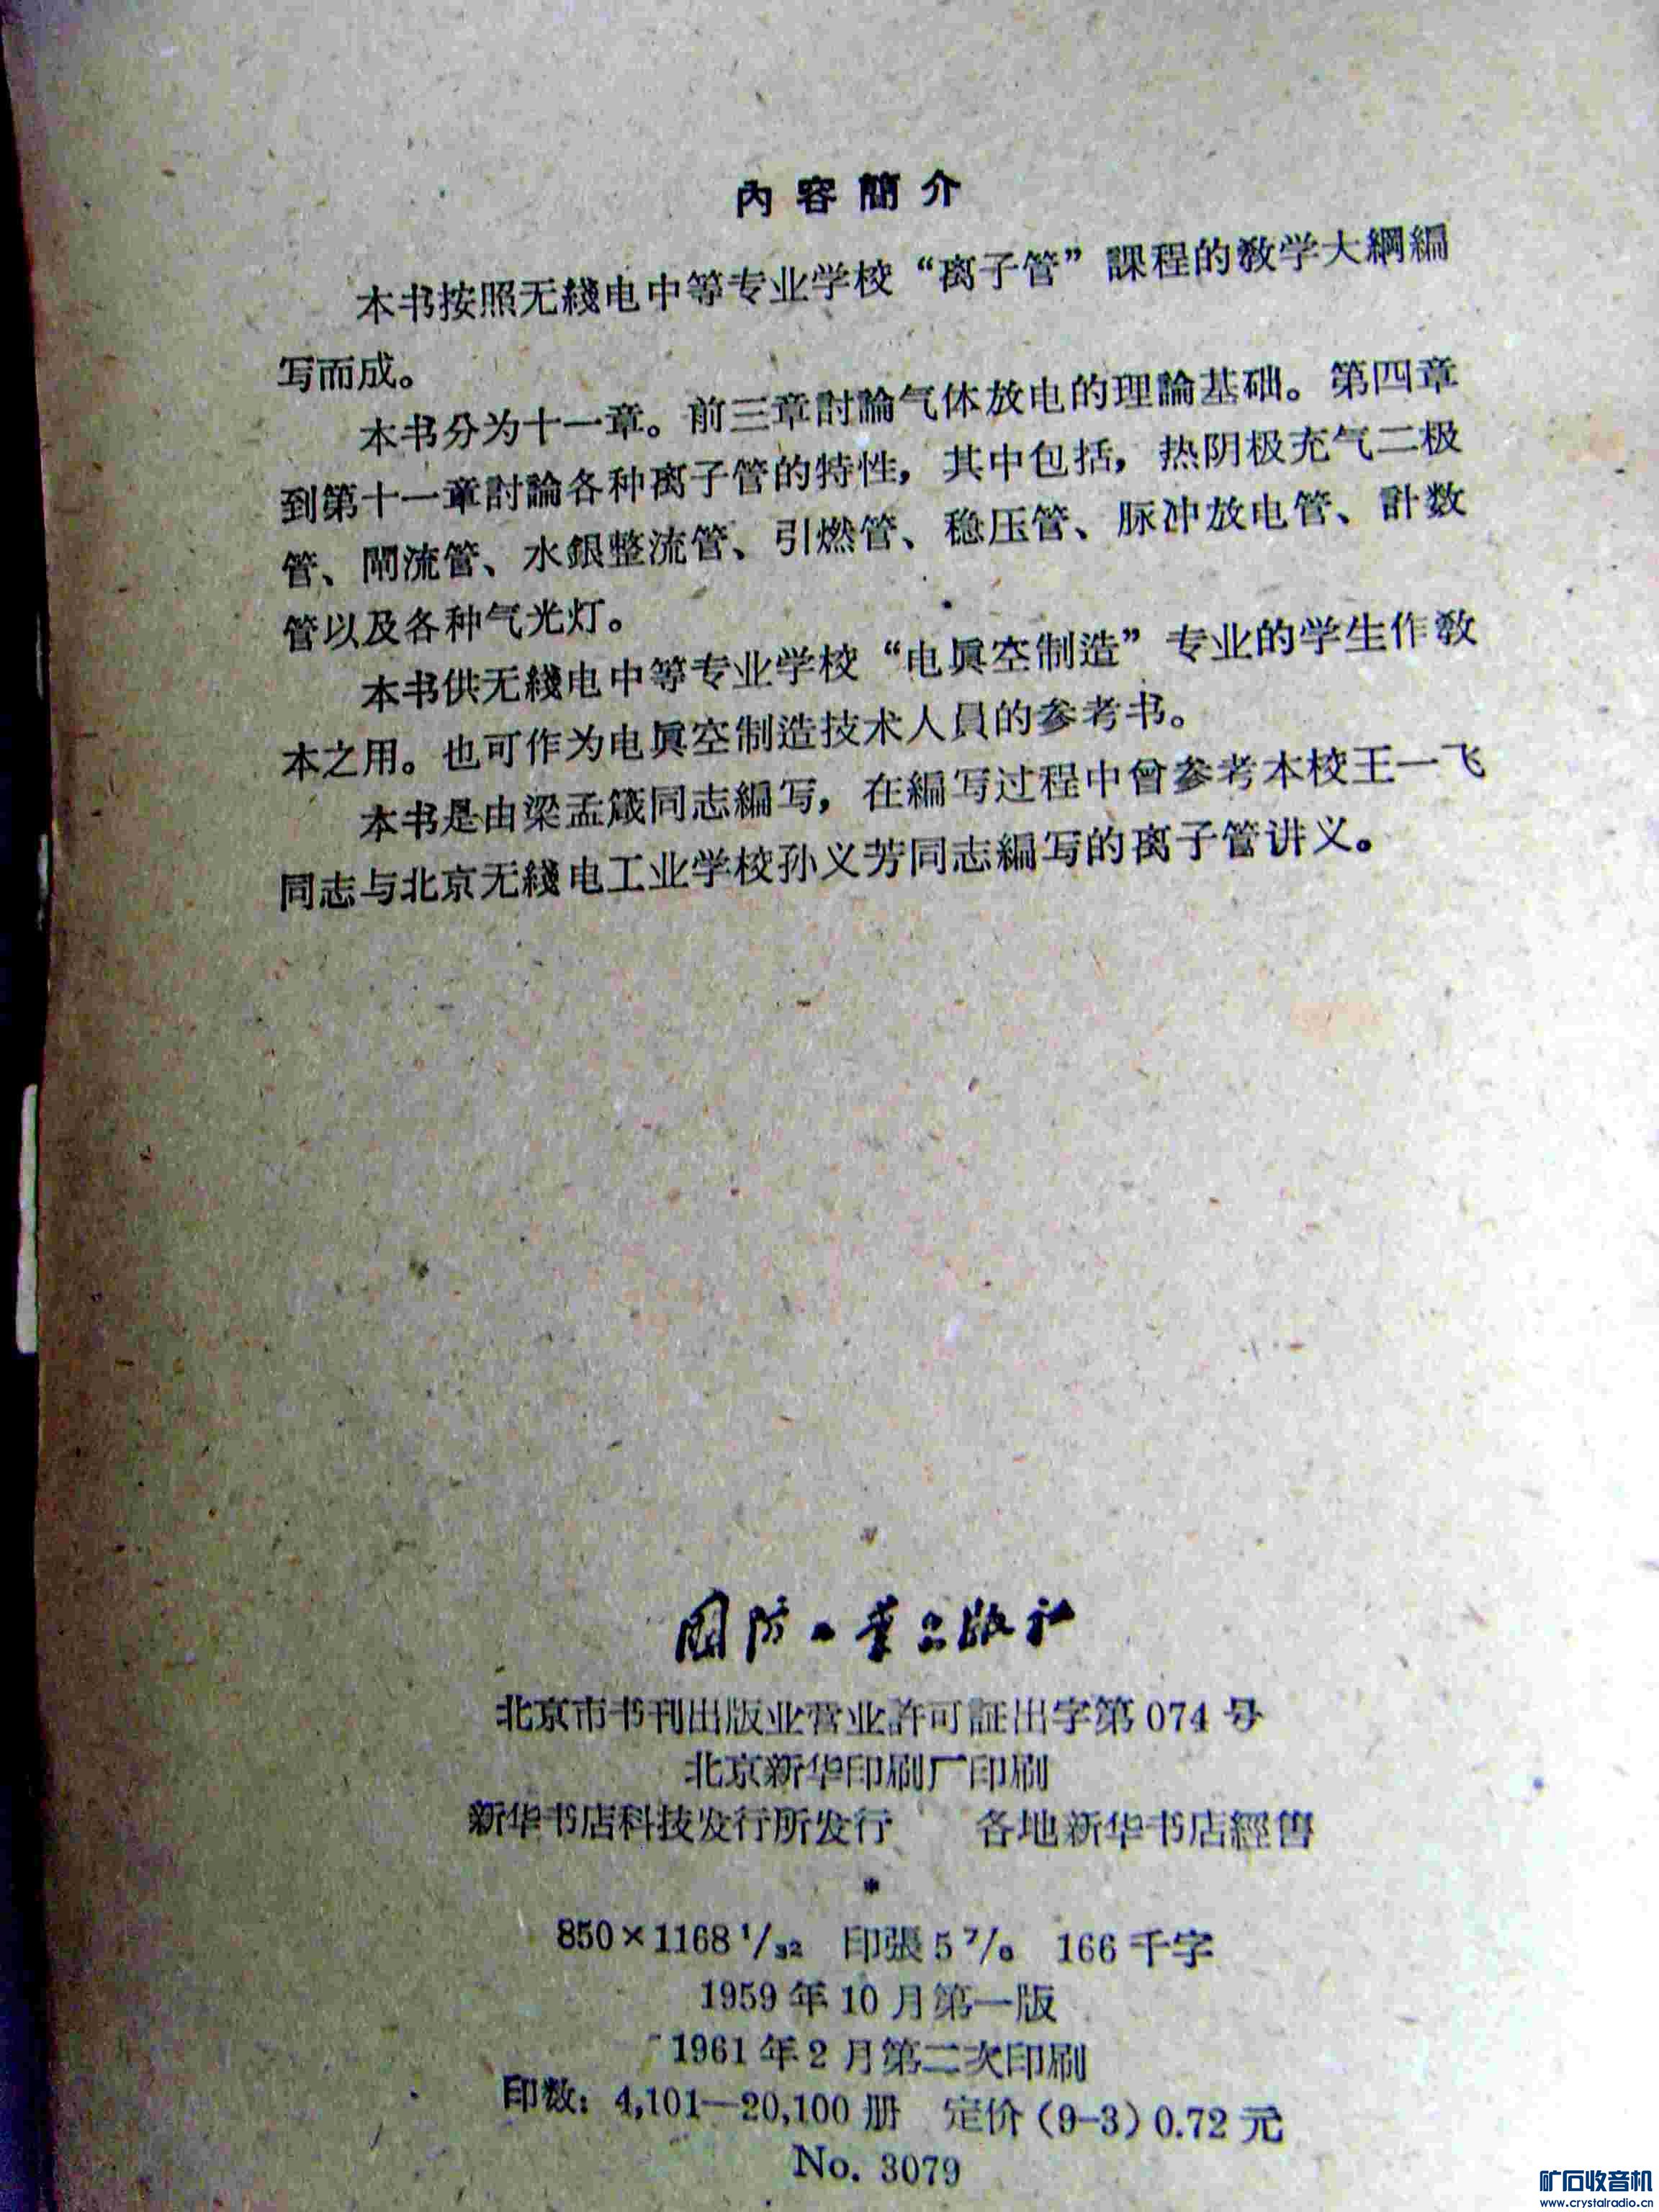 內容簡介
本书按照无綫电中等专业学校“离子管”課程的教学大綱編
写而成。
本书分为十一章。前三章討論气体放电的理論基础。第四章
到第十一章討論各种离子管的特性，其中包括，热阴极充气二极
管、閘流管、水銀整流管、引燃管、稳压管、脉冲放电管、計数
管以及各种气光灯。
本书供无綫电中等专业学校“电眞空制造”专业的学生作教
本之用。也可作为电眞空制造技术人員的参考书。
本书是由梁孟箴同志編写，在編写过程中曾参考本校王一飞
同志与北京无綫电工业学校孙义芳同志編写的离子管讲义。
国防工业出版社
北京市书刊出版业营业許可証出字第074号
北京新华印刷厂印刷
新华书店科技发行所发行 各地新华书店經售
*
850×1168 1/32 印張 5 7/8 166千字
1959年10月第一版
1961年2月第二次印刷
印数：4,101—20,100册 定价(9-3)0.72元
No. 3079
矿石收音机
www.crystalradio.cn